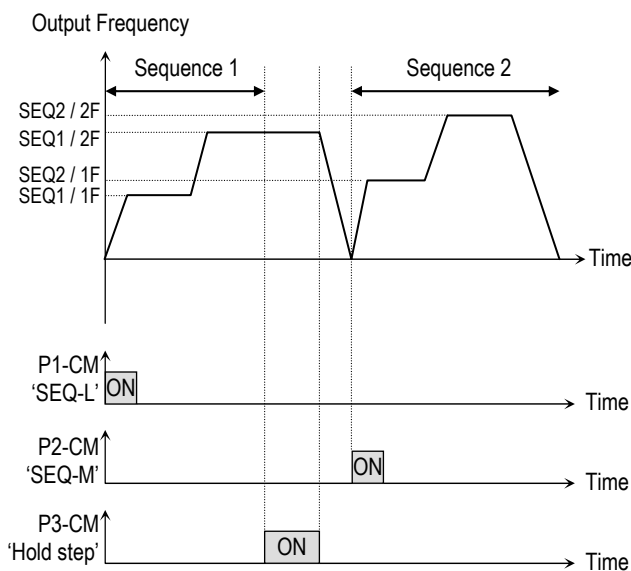 Output Frequency
Sequence 1
Sequence 2
SEQ2 / 2F
SEQ1 / 2F
SEQ2 / 1F
SEQ1 / 1F
Time
P1-CM
‘SEQ-L’
ON
Time
P2-CM
‘SEQ-M’
ON
Time
P3-CM
‘Hold step’
ON
Time